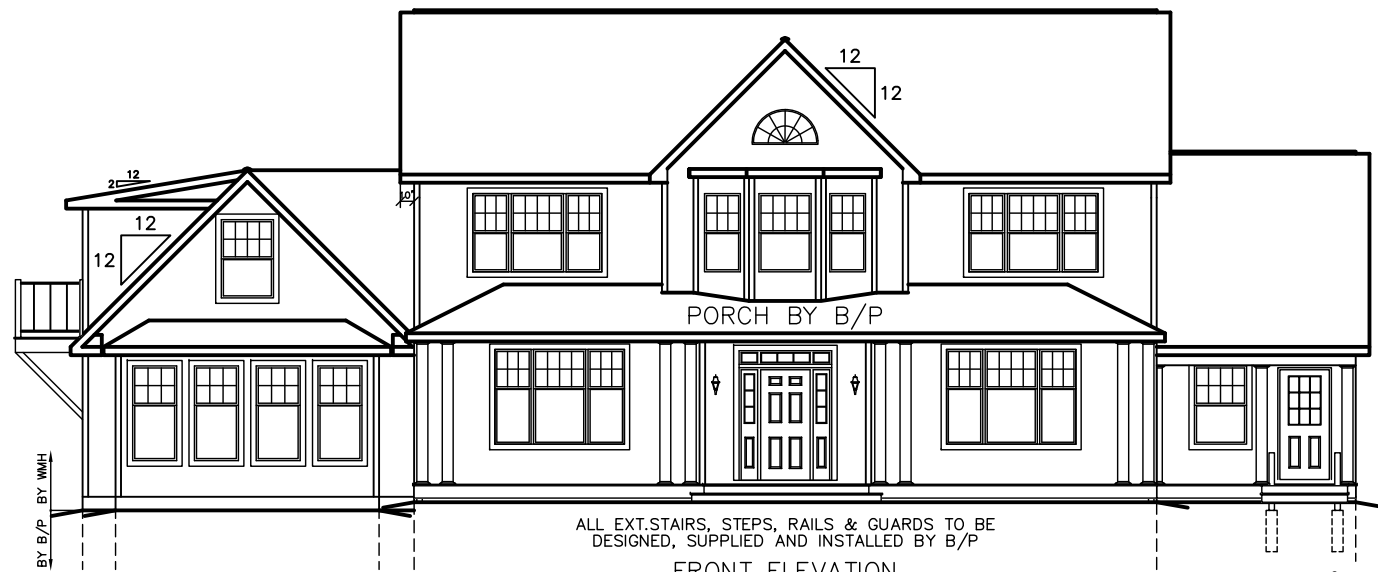 12
12
12
2
10"
12
12
PORCH BY B/P
BY WMH
BY B/P
ALL EXT.STAIRS, STEPS, RAILS & GUARDS TO BE
DESIGNED, SUPPLIED AND INSTALLED BY B/P
FRONT ELEVATION